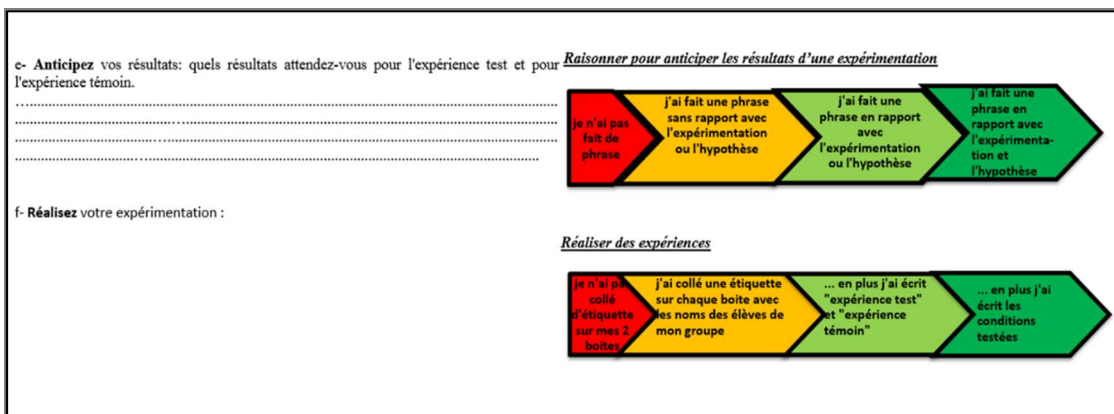 e- Anticipez vos résultats: quels résultats attendez-vous pour l'expérience test et pour
l'expérience témoin.
f- Réalisez votre expérimentation :
Raisonner pour anticiper les résultats d'une expérimentation
je n'ai pas
fait de
phrase
j'ai fait une phrase
sans rapport avec
l'expérimentation
ou l'hypothèse
j'ai fait une
phrase en rapport
avec
l'expérimentation
ou l'hypothèse
j'ai fait une
phrase en
rapport avec
l'expérimenta-
tion et
l'hypothèse
Réaliser des expériences
je n'ai pas
collé
d'étiquette
sur mes 2
boites
j'ai collé une étiquette
sur chaque boite avec
les noms des élèves de
mon groupe
... en plus j'ai écrit
"expérience test"
et "expérience
témoin"
... en plus j'ai
écrit les
conditions
testées